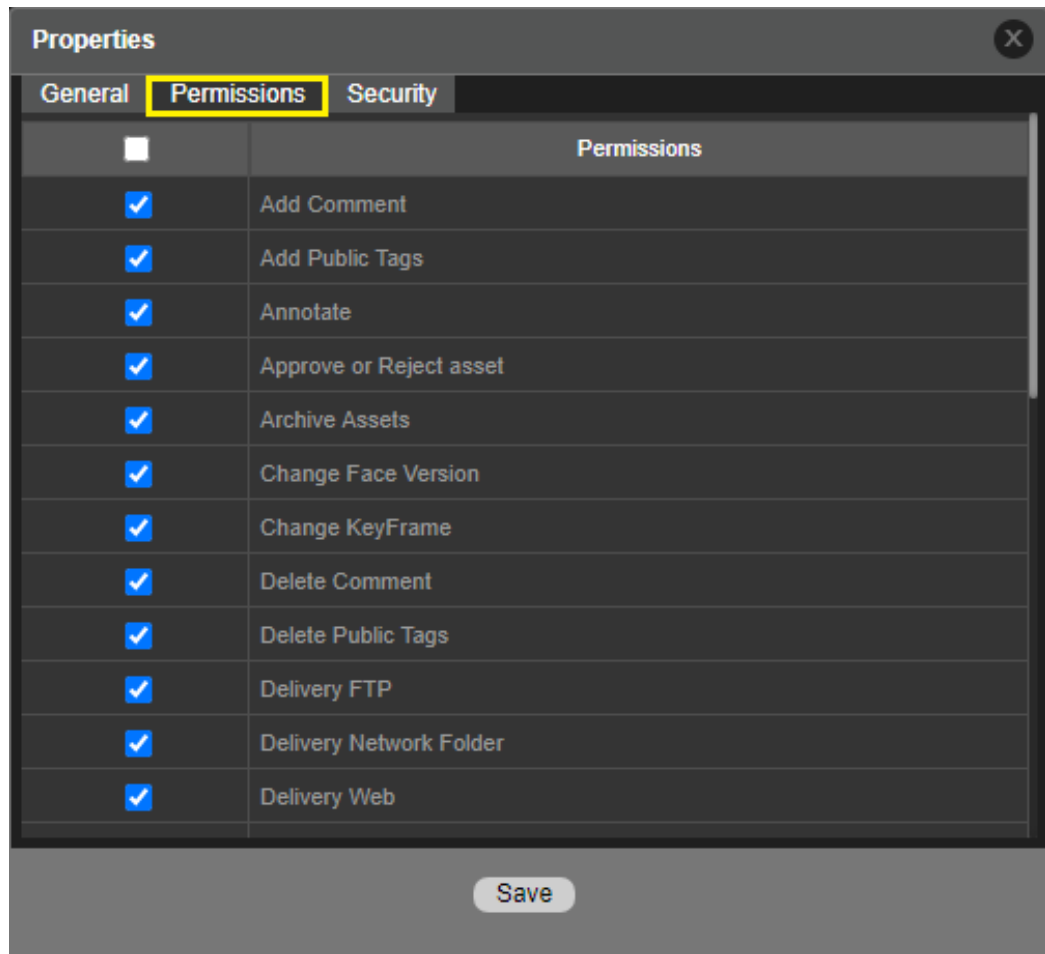 Properties
General Permissions Security
Permissions
Add Comment
Add Public Tags
Annotate
Approve or Reject asset
Archive Assets
Change Face Version
Change KeyFrame
Delete Comment
Delete Public Tags
Delivery FTP
Delivery Network Folder
Delivery Web
Save